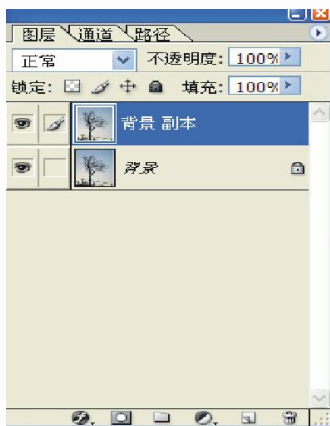 图层 通道 路径
正常 不透明度: 100%
锁定: 填充: 100%
背景 副本
背景